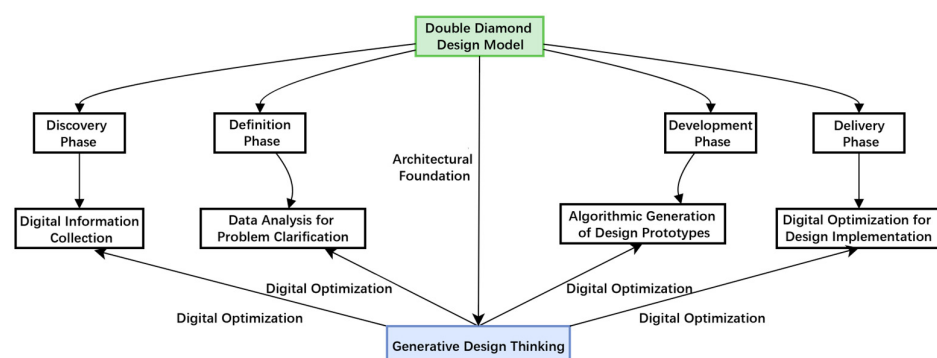 Double Diamond
Design Model
Discovery
Phase
Definition
Phase
Development
Phase
Delivery
Phase
Architectural
Foundation
Digital Information
Collection
Data Analysis for
Problem Clarification
Algorithmic Generation
of Design Prototypes
Digital Optimization for
Design Implementation
Digital Optimization
Digital Optimization
Digital Optimization
Digital Optimization
Generative Design Thinking